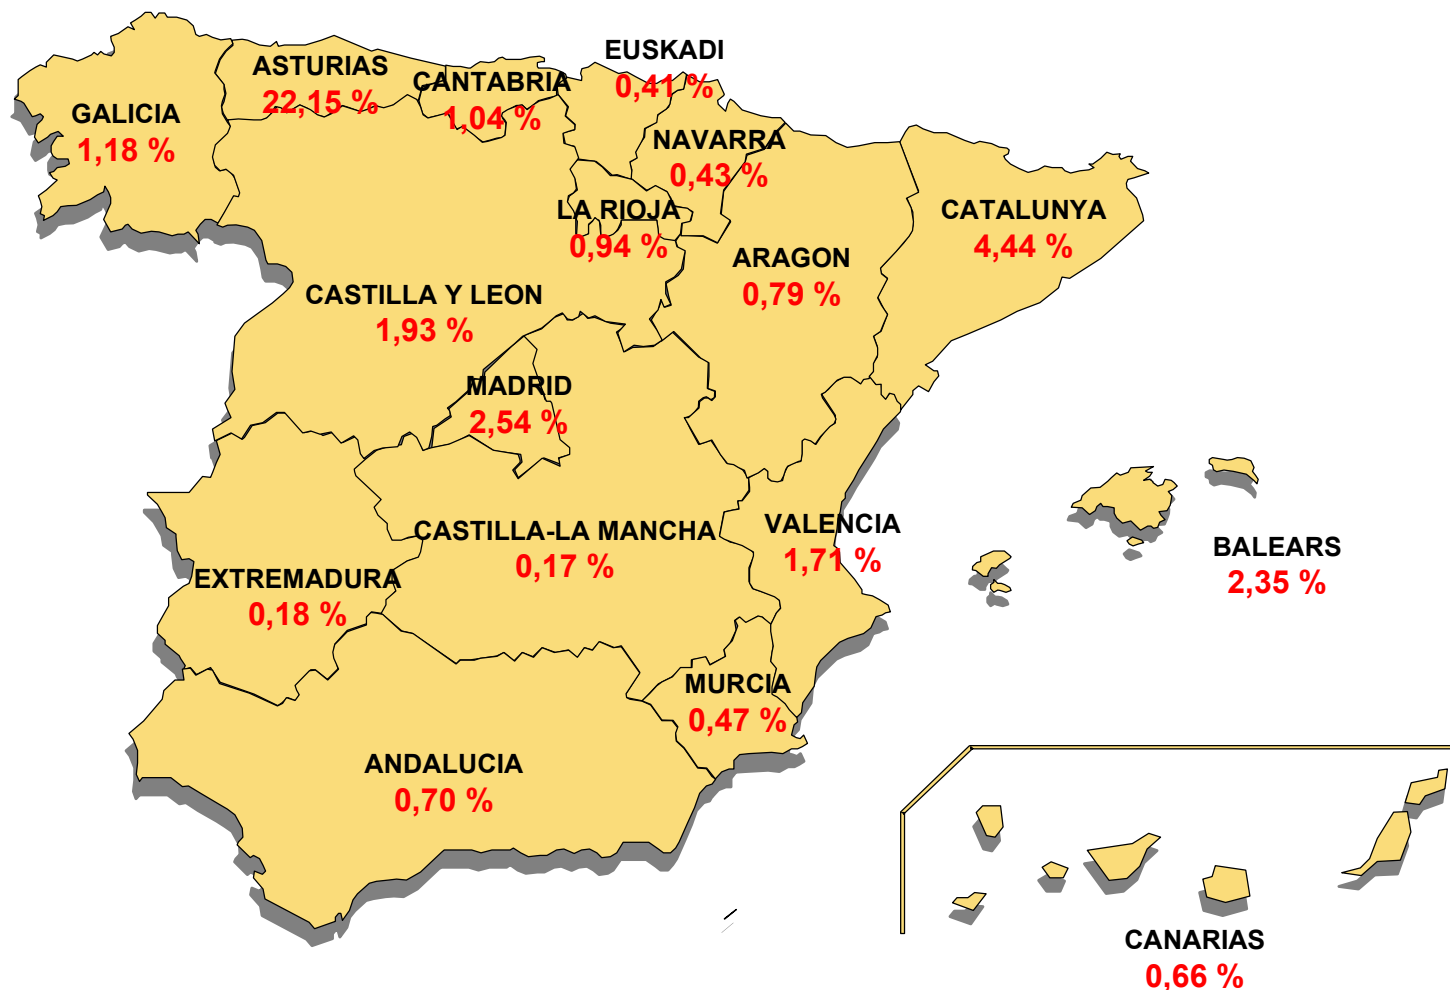 EUSKADI
0,41 %
ASTURIAS
22,15 %
CANTABRIA
1,04 %
GALICIA
1,18 %
NAVARRA
0,43 %
LA RIOJA
0,94 %
CATALUNYA
4,44 %
ARAGON
0,79 %
CASTILLA Y LEON
1,93 %
MADRID
2,54 %
CASTILLA-LA MANCHA
0,17 %
VALENCIA
1,71 %
BALEARS
2,35 %
EXTREMADURA
0,18 %
MURCIA
0,47 %
ANDALUCIA
0,70 %
CANARIAS
0,66 %